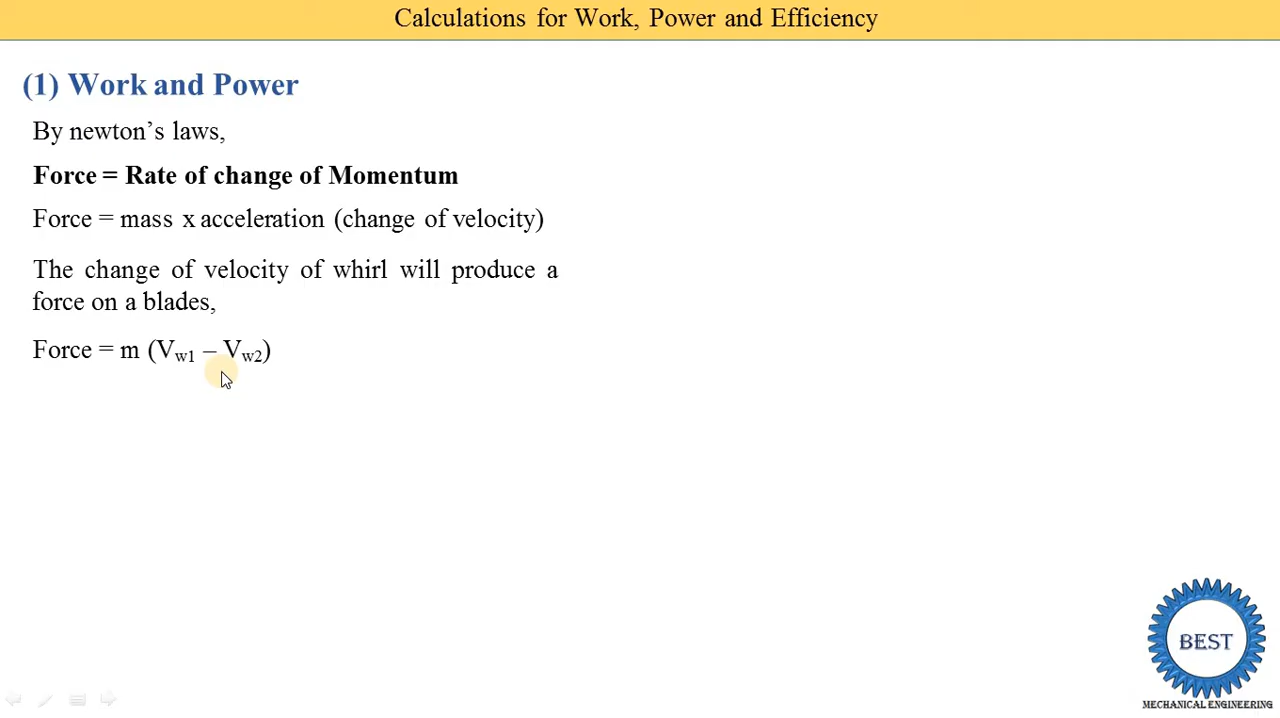 Calculations for Work, Power and Efficiency
(1) Work and Power
By newton’s laws,
Force = Rate of change of Momentum
Force = mass x acceleration (change of velocity)
The change of velocity of whirl will produce a
force on a blades,
Force = m (Vw1 – Vw2)
BEST
MECHANICAL ENGINEERING